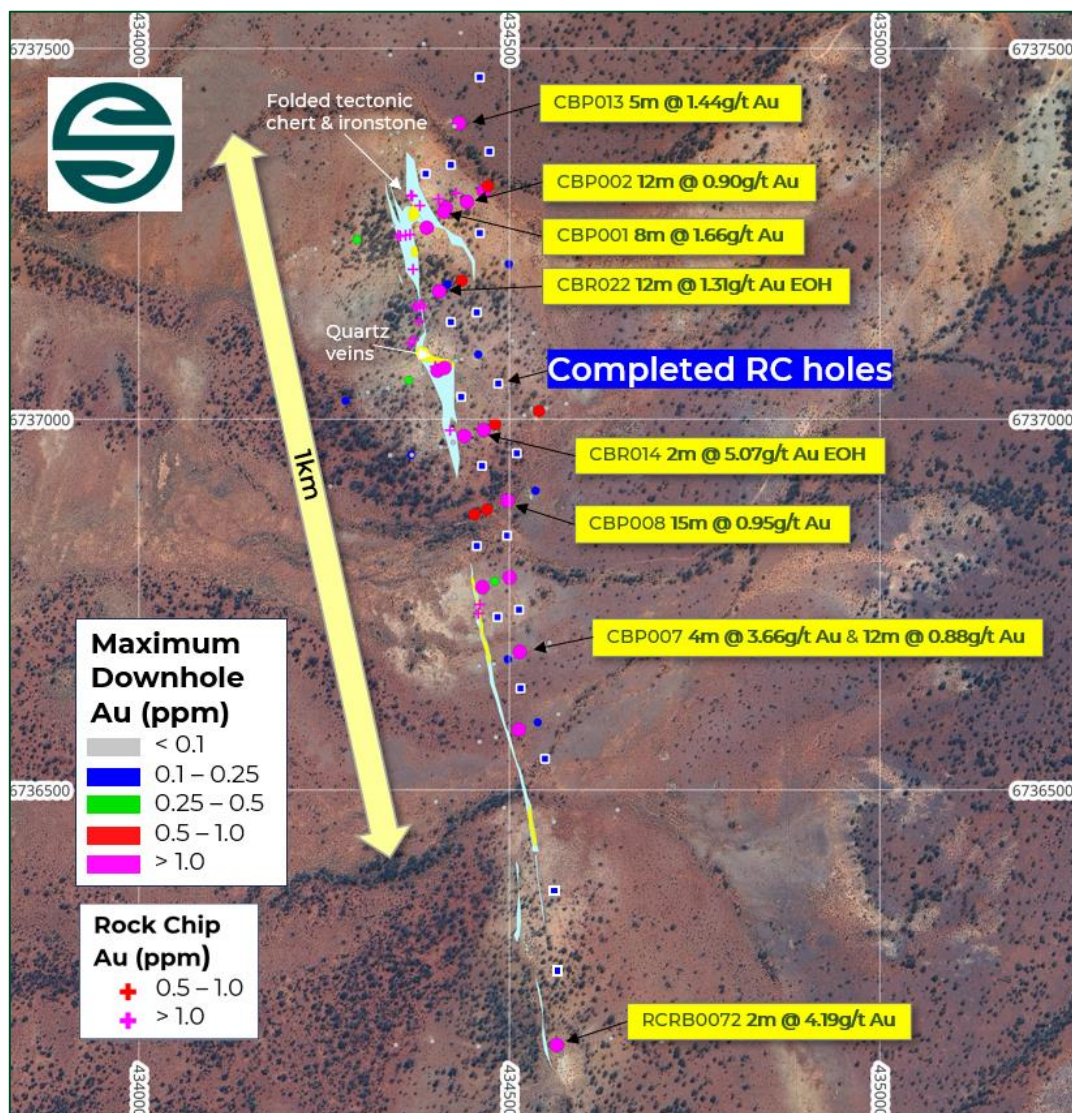 434000
434500
435000
6737500
6737500
Folded tectonic
chert & ironstone
CBP013 5m @ 1.44g/t Au
CBP002 12m @ 0.90g/t Au
CBP001 8m @ 1.66g/t Au
CBR022 12m @ 1.31g/t Au EOH
Quartz
veins
Completed RC holes
6737000
6737000
CBR014 2m @ 5.07g/t Au EOH
1km
CBP008 15m @ 0.95g/t Au
CBP007 4m @ 3.66g/t Au & 12m @ 0.88g/t Au
Maximum
Downhole
Au (ppm)
< 0.1
0.1 – 0.25
0.25 – 0.5
0.5 – 1.0
> 1.0
6736500
6736500
Rock Chip
Au (ppm)
0.5 – 1.0
> 1.0
RCRB0072 2m @ 4.19g/t Au
434000
434500
435000